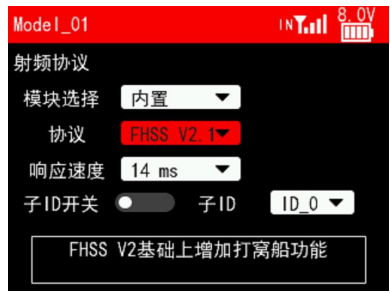 Model_01 IN 8.0V
射频协议
模块选择 内置
协议 FHSS V2.1
响应速度 14 ms
子ID开关 子ID ID_0
FHSS V2基础上增加打窝船功能